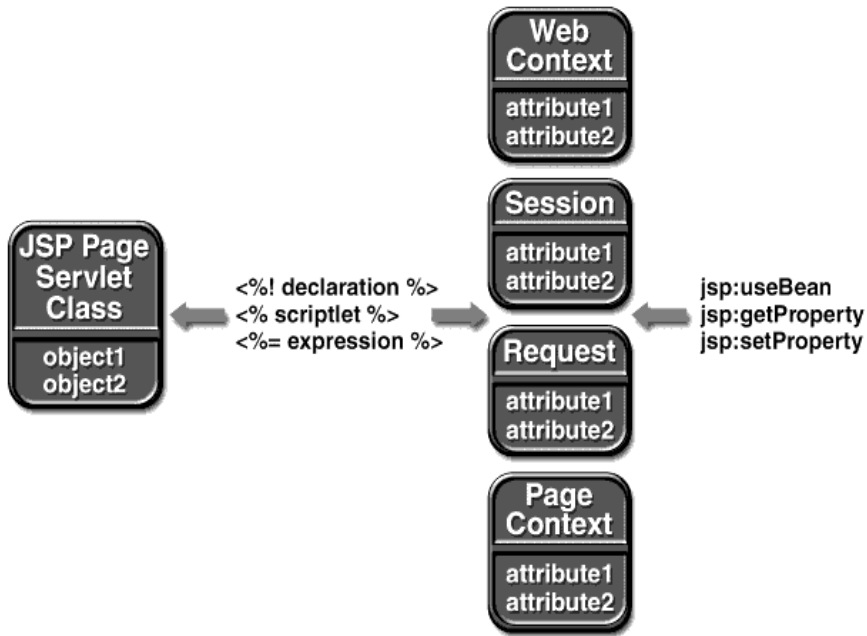 JSP Page
Servlet
Class
object1
object2
<%! declaration %>
<% scriptlet %>
<%= expression %>
Web
Context
attribute1
attribute2
Session
attribute1
attribute2
Request
attribute1
attribute2
Page
Context
attribute1
attribute2
jsp:useBean
jsp:getProperty
jsp:setProperty